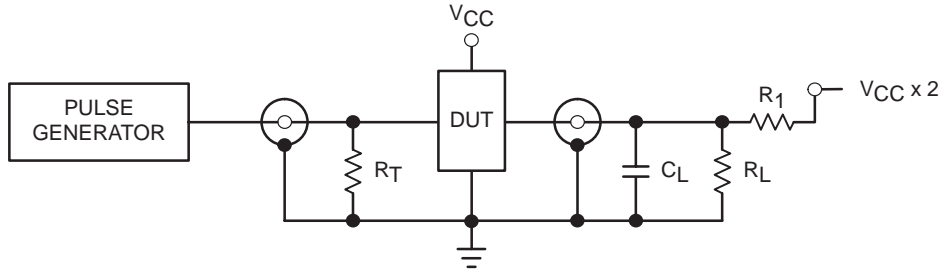 VCC
PULSE
GENERATOR
DUT
RT
CL
RL
R1
VCC x 2